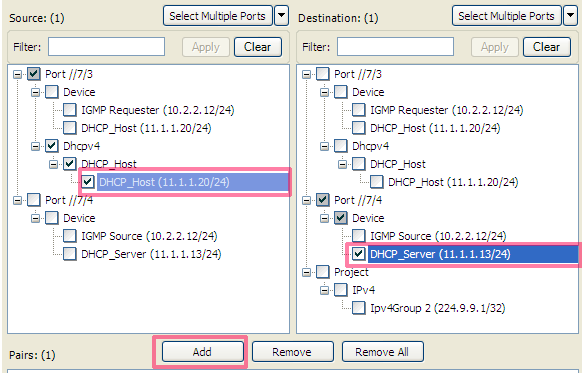 Source: (1) Select Multiple Ports
Filter: Apply Clear
Port //7/3
Device
IGMP Requester (10.2.2.12/24)
DHCP_Host (11.1.1.20/24)
Dhcpv4
DHCP_Host
DHCP_Host (11.1.1.20/24)
Port //7/4
Device
IGMP Source (10.2.2.12/24)
DHCP_Server (11.1.1.13/24)
Destination: (1) Select Multiple Ports
Filter: Apply Clear
Port //7/3
Device
IGMP Requester (10.2.2.12/24)
DHCP_Host (11.1.1.20/24)
Dhcpv4
DHCP_Host
DHCP_Host (11.1.1.20/24)
Port //7/4
Device
IGMP Source (10.2.2.12/24)
DHCP_Server (11.1.1.13/24)
Project
IPv4
Ipv4Group 2 (224.9.9.1/32)
Pairs: (1) Add Remove Remove All